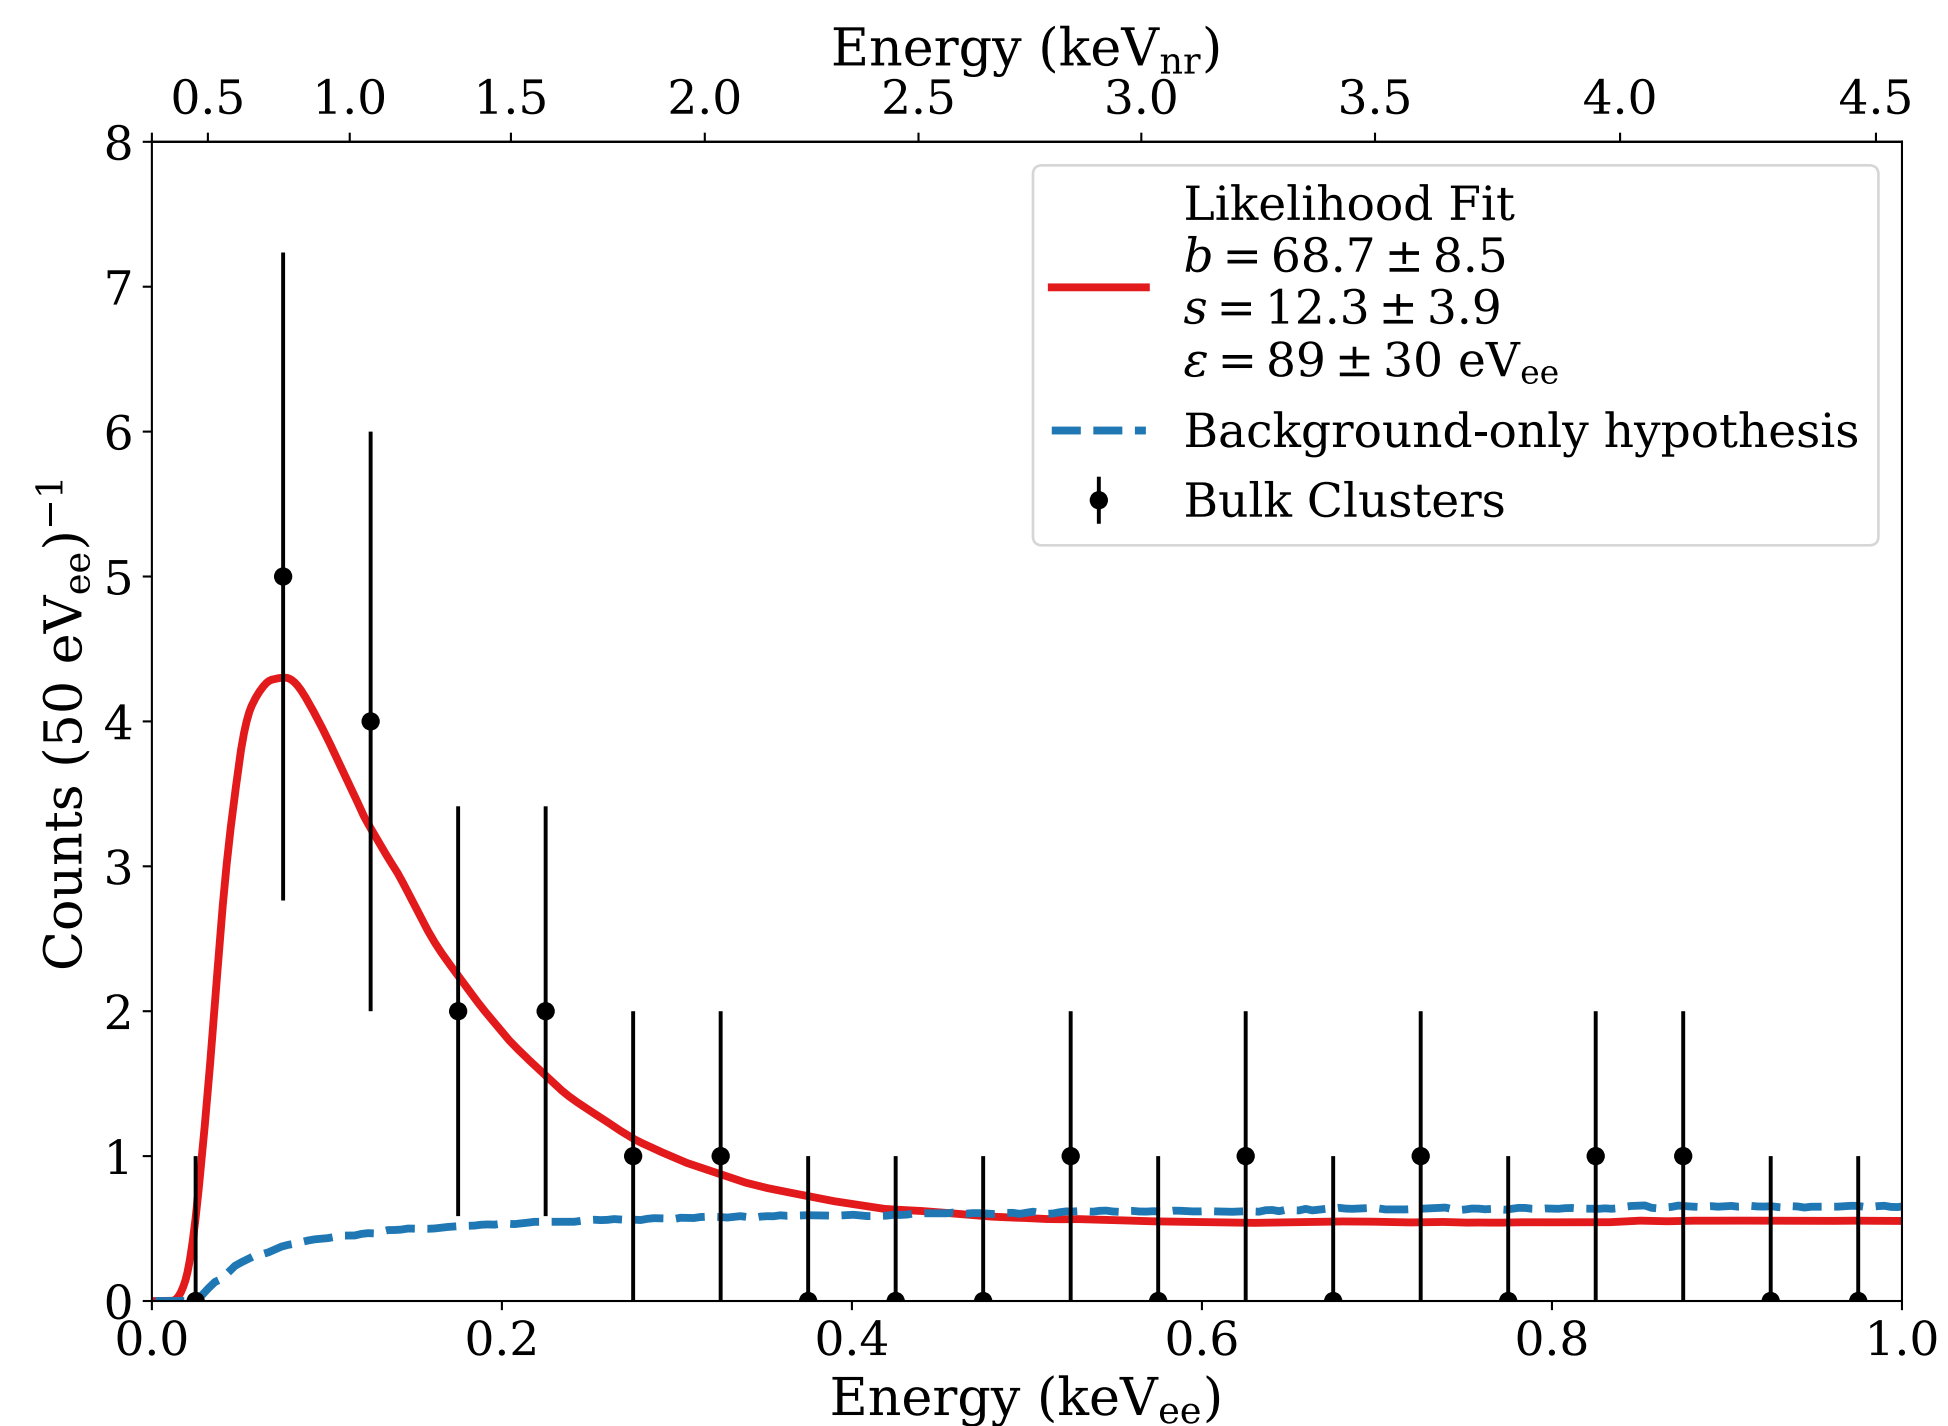 Energy (keV_nr)
0.5 1.0 1.5 2.0 2.5 3.0 3.5 4.0 4.5
8
7
6
5
4
3
2
1
0
Counts (50 eV_ee)^−1
Likelihood Fit
b = 68.7 ± 8.5
s = 12.3 ± 3.9
ε = 89 ± 30 eV_ee
Background-only hypothesis
Bulk Clusters
0.0 0.2 0.4 0.6 0.8 1.0
Energy (keV_ee)